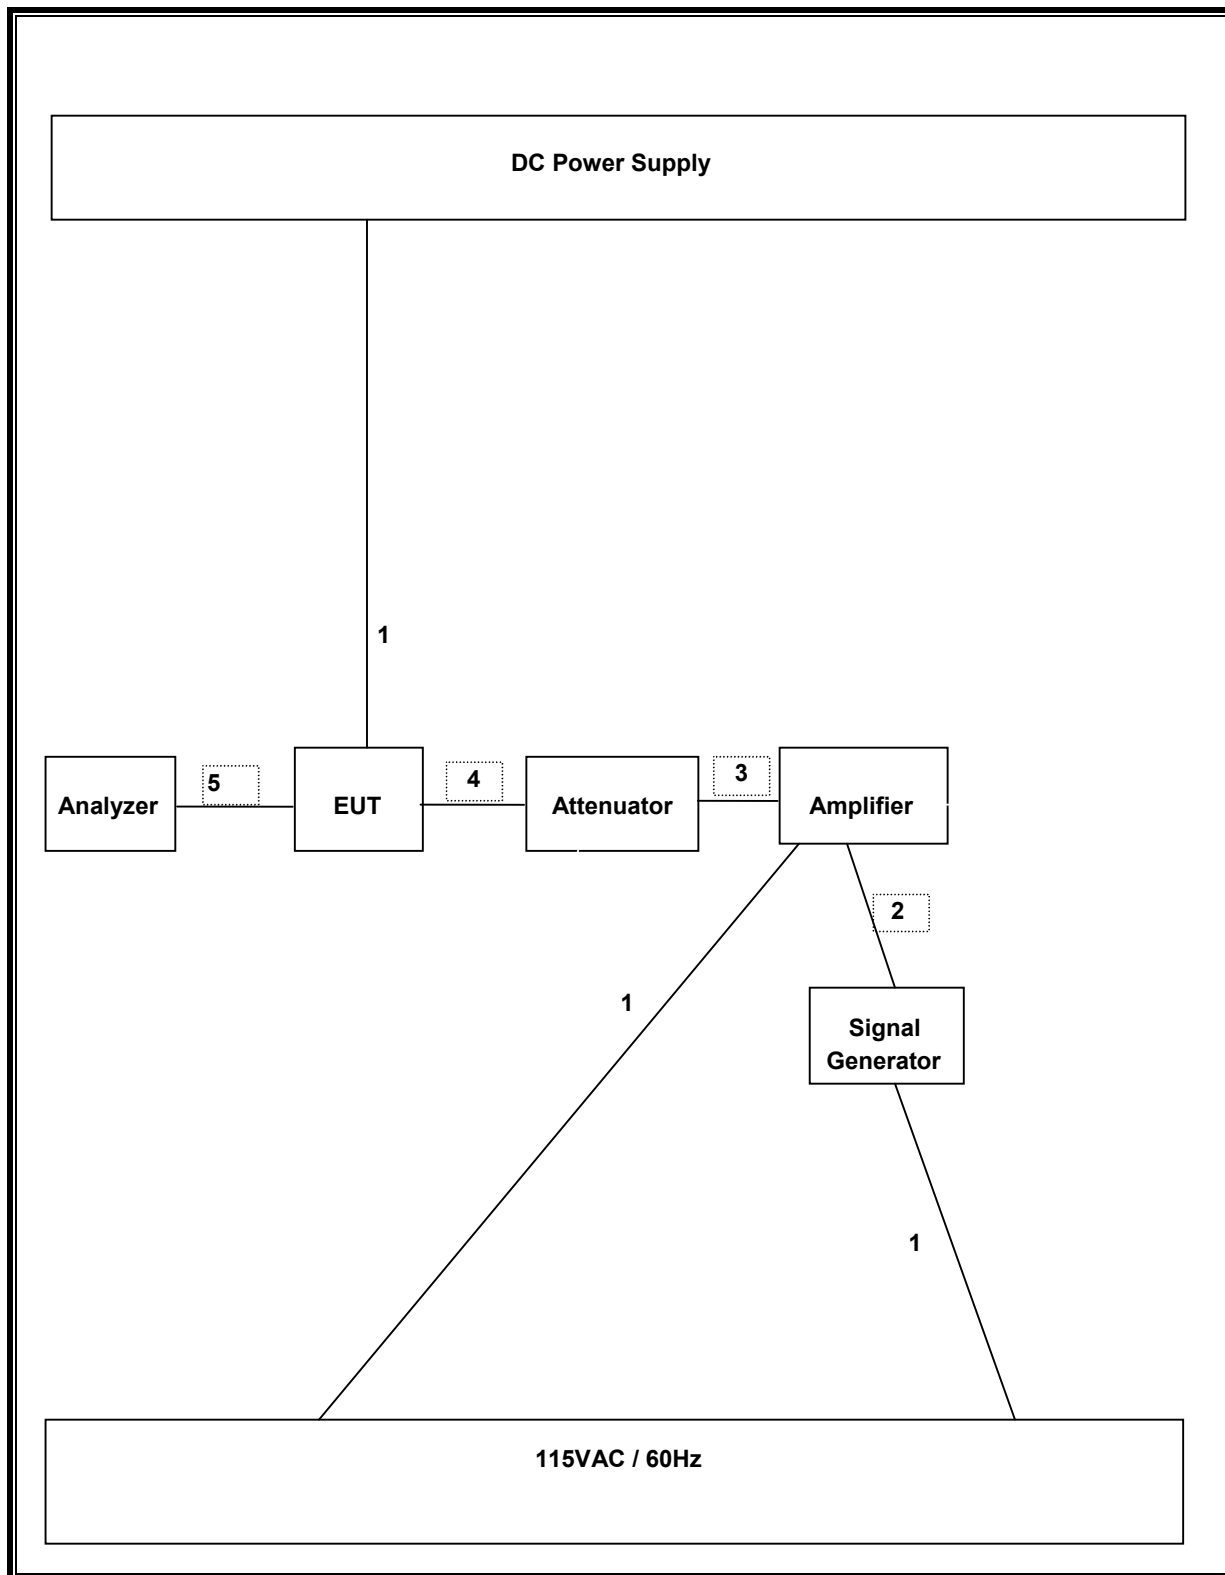 DC Power Supply
1
5
4
3
Analyzer
EUT
Attenuator
Amplifier
2
1
Signal
Generator
1
115VAC / 60Hz